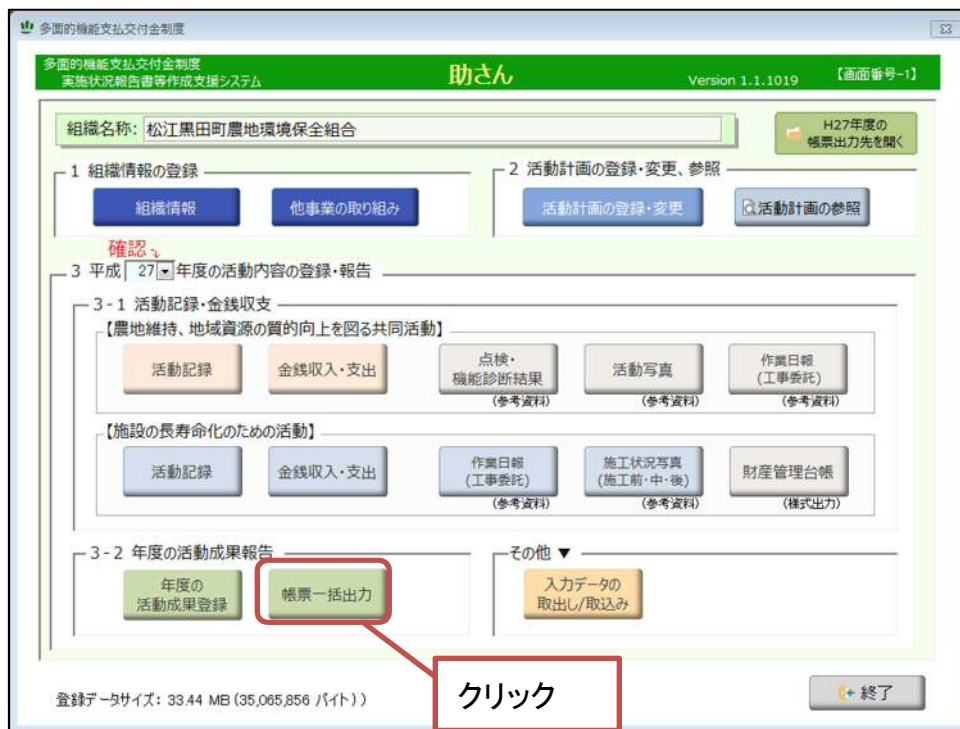 多面的機能支払交付金制度
多面的機能支払交付金制度
実施状況報告書等作成支援システム
助さん
Version 1.1.1019
【画面番号-1】
組織名称: 松江黒田町農地環境保全組合
H27年度の
帳票出力先を開く
1 組織情報の登録
組織情報
他事業の取り組み
2 活動計画の登録・変更、参照
活動計画の登録・変更
活動計画の参照
確認
3 平成 27 年度の活動内容の登録・報告
3-1 活動記録・金銭収支
【農地維持、地域資源の質的向上を図る共同活動】
活動記録
金銭収入・支出
点検・
機能診断結果
(参考資料)
活動写真
(参考資料)
作業日報
(工事委託)
(参考資料)
【施設の長寿命化のための活動】
活動記録
金銭収入・支出
作業日報
(工事委託)
(参考資料)
施工状況写真
(施工前・中・後)
(参考資料)
財産管理台帳
(様式出力)
3-2 年度の活動成果報告
年度の
活動成果登録
帳票一括出力
その他 ▼
入力データの
取出し/取込み
クリック
登録データサイズ: 33.44 MB (35,065,856 バイト) )
終了